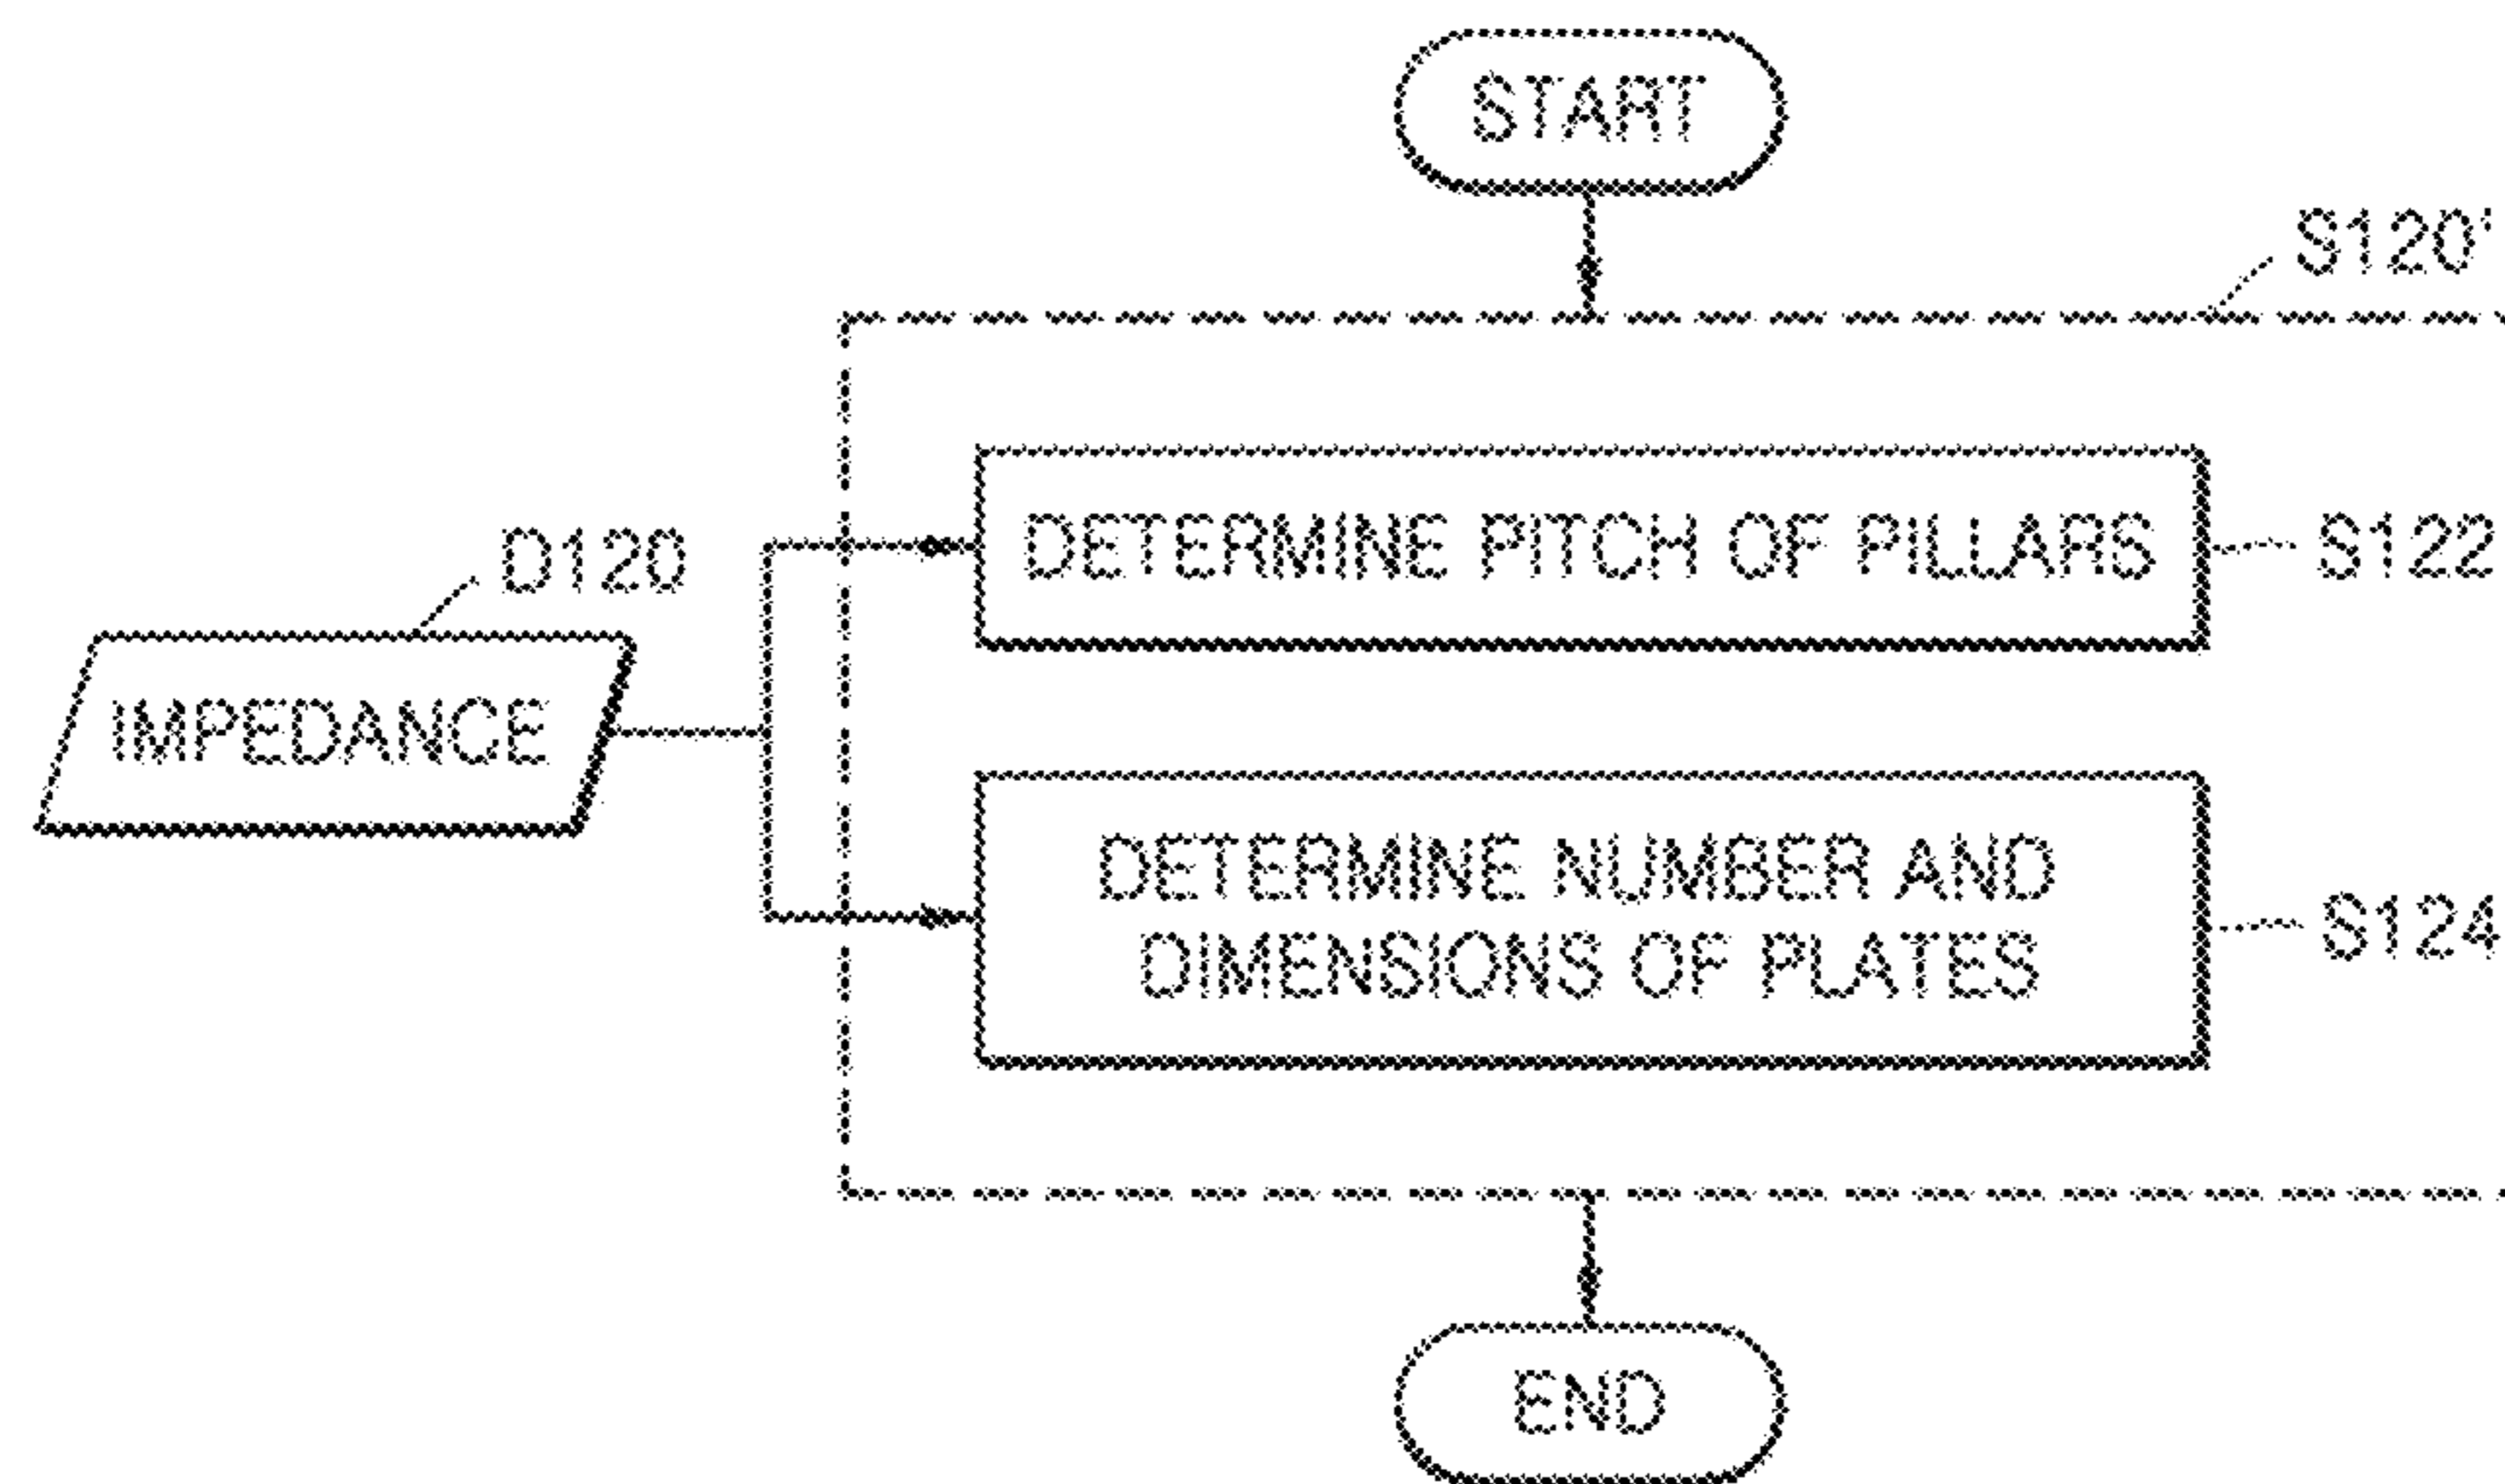 START
S120'
DETERMINE PITCH OF PILLARS
S122
D120
IMPEDANCE
DETERMINE NUMBER AND
DIMENSIONS OF PLATES
S124
END